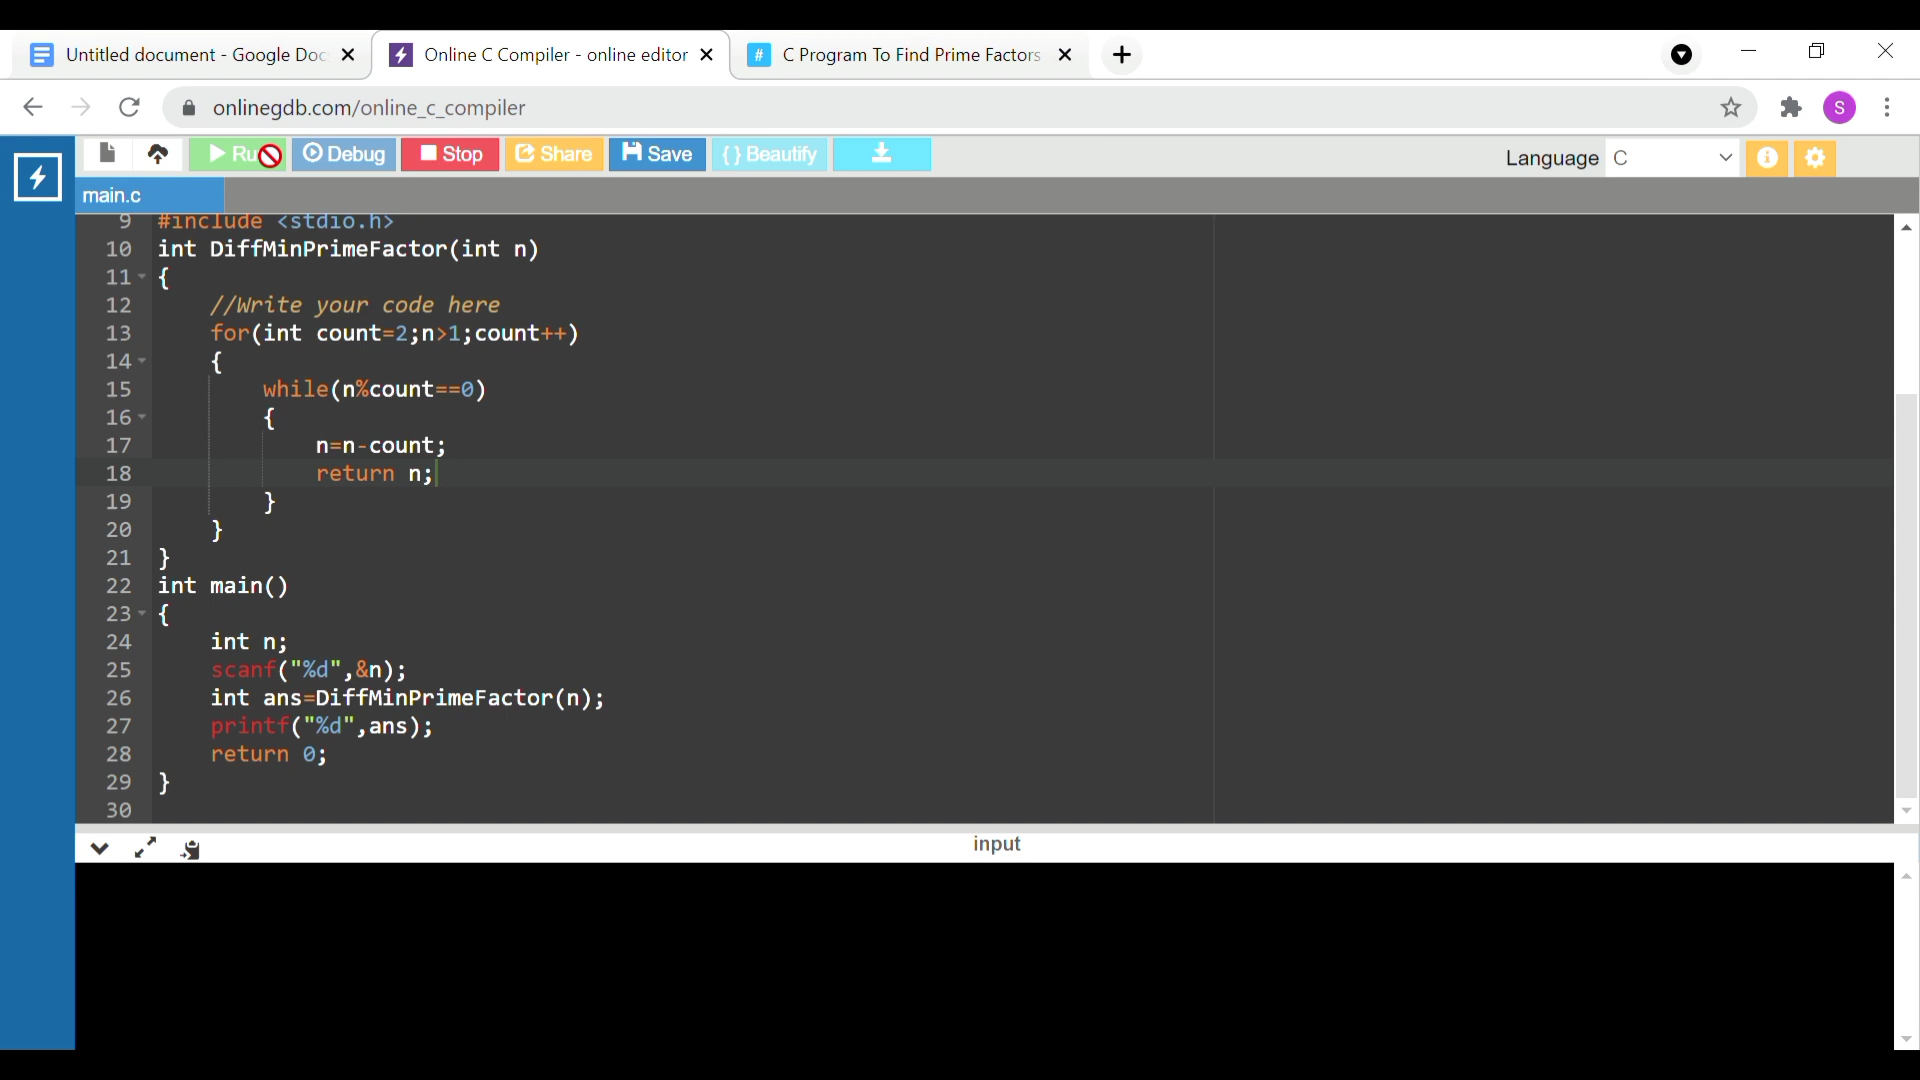 Untitled document - Google Doc
Online C Compiler - online editor
# C Program To Find Prime Factors
S
onlinegdb.com/online_c_compiler
Debug
Stop
Share
Save
{ } Beautify
Language
C
main.c
9 #include <stdio.h>
10 int DiffMinPrimeFactor(int n)
11 {
12 //Write your code here
13 for(int count=2;n>1;count++)
14 {
15 while(n%count==0)
16 {
17 n=n-count;
18 return n;
19 }
20 }
21 }
22 int main()
23 {
24 int n;
25 scanf("%d",&n);
26 int ans=DiffMinPrimeFactor(n);
27 printf("%d",ans);
28 return 0;
29 }
30
input